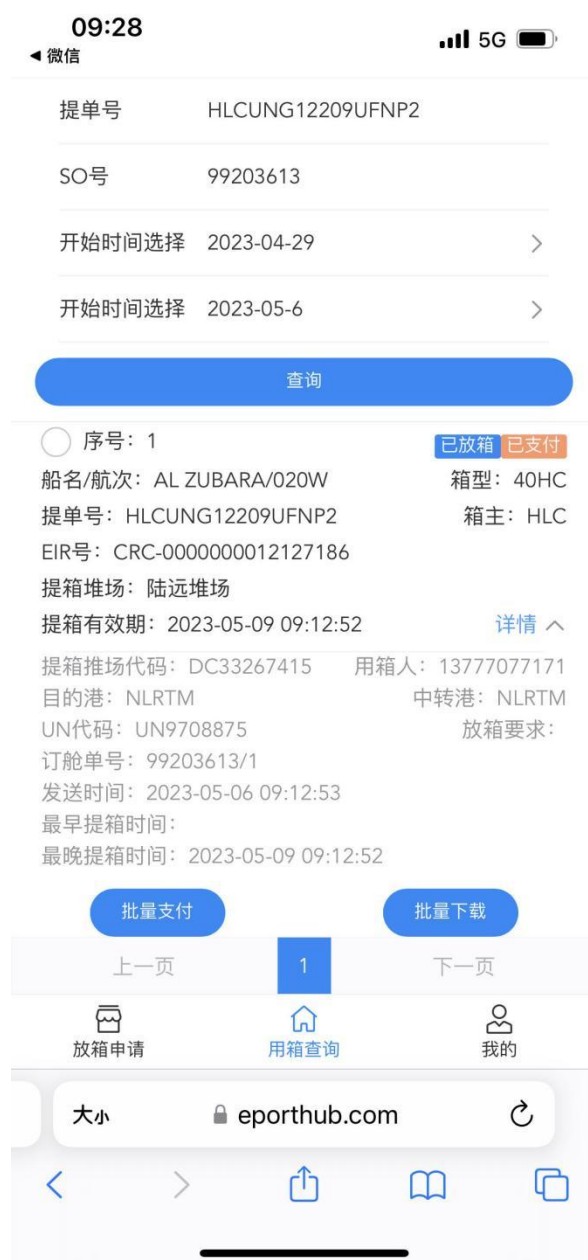 09:28
5G
微信
提单号 HLCUNG12209UFNP2
SO号 99203613
开始时间选择 2023-04-29
开始时间选择 2023-05-6
查询
序号：1 已放箱 已支付
船名/航次：AL ZUBARA/020W 箱型：40HC
提单号：HLCUNG12209UFNP2 箱主：HLC
EIR号：CRC-0000000012127186
提箱堆场：陆远堆场
提箱有效期：2023-05-09 09:12:52 详情
提箱推场代码：DC33267415 用箱人：13777077171
目的港：NLRTM 中转港：NLRTM
UN代码：UN9708875 放箱要求：
订舱单号：99203613/1
发送时间：2023-05-06 09:12:53
最早提箱时间：
最晚提箱时间：2023-05-09 09:12:52
批量支付 批量下载
上一页 1 下一页
放箱申请 用箱查询 我的
大小 eporthub.com